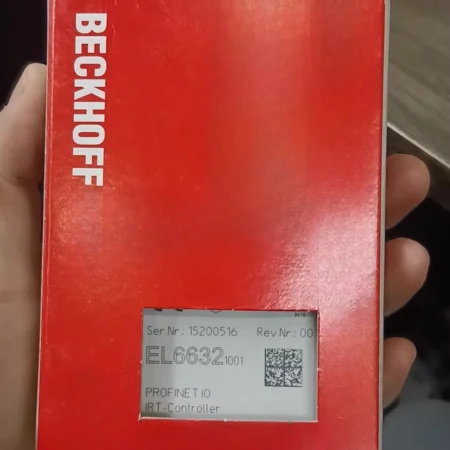 BECKHOFF
Ser.Nr.: 15200516 Rev.Nr.: 00
EL6632 1001
PROFINET IO
IRT-Controller